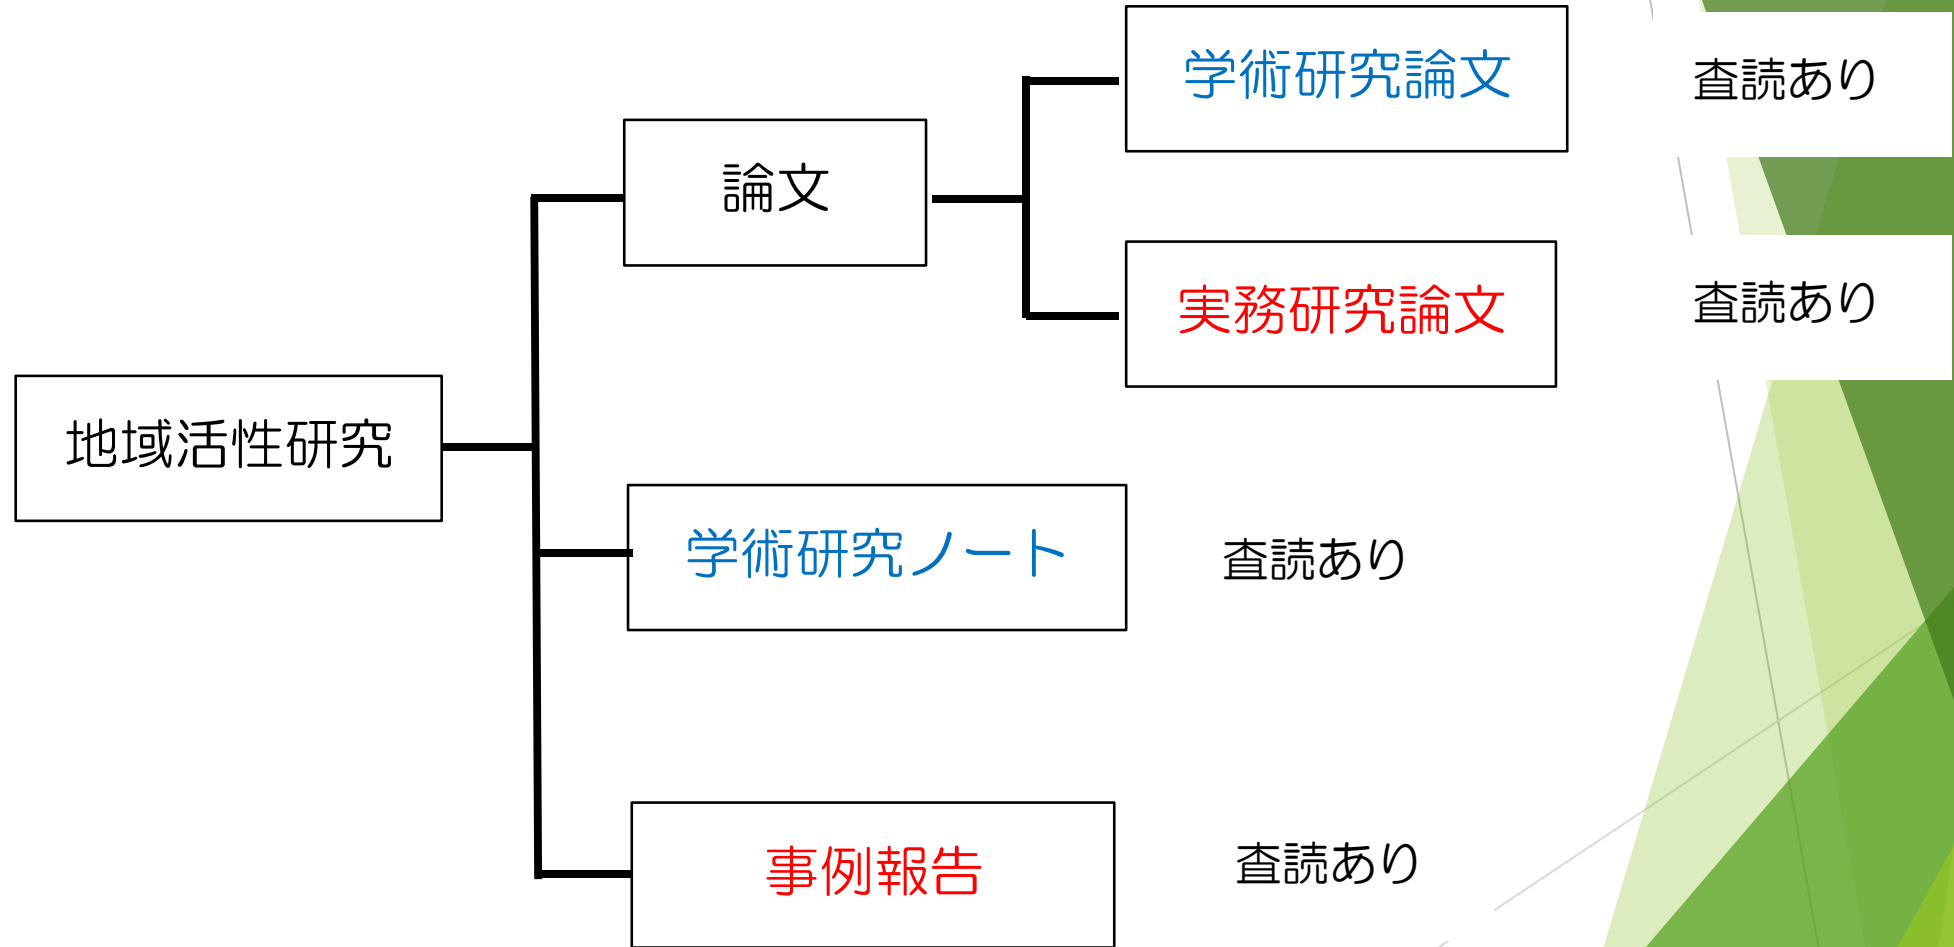 学術研究論文
査読あり
論文
実務研究論文
査読あり
地域活性研究
学術研究ノート
査読あり
事例報告
査読あり